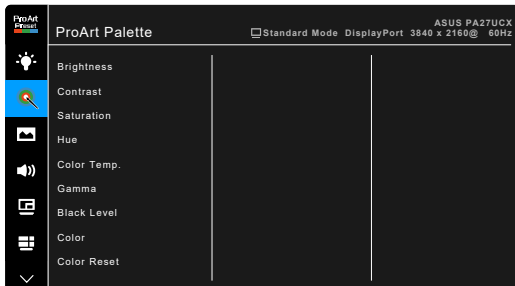 ProArt
Preset
ProArt Palette
ASUS PA27UCX
Standard Mode DisplayPort 3840 x 2160@ 60Hz
Brightness
Contrast
Saturation
Hue
Color Temp.
Gamma
Black Level
Color
Color Reset